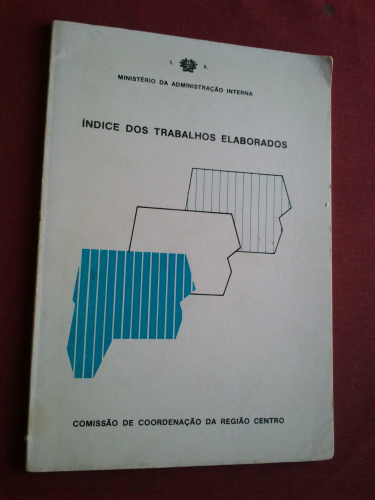 S. R.
MINISTÉRIO DA ADMINISTRAÇÃO INTERNA
ÍNDICE DOS TRABALHOS ELABORADOS
COMISSÃO DE COORDENAÇÃO DA REGIÃO CENTRO